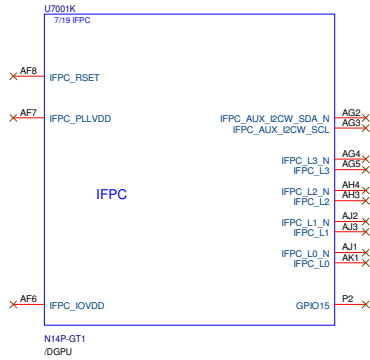 U7001K
7/19 IFPC
AF8 IFPC_RSET
AF7 IFPC_PLLVDD
IFPC_AUX_I2CW_SDA_N AG2
IFPC_AUX_I2CW_SCL AG3
IFPC_L3_N AG4
IFPC_L3 AG5
IFPC_L2_N AH4
IFPC_L2 AH3
IFPC
IFPC_L1_N AJ2
IFPC_L1 AJ3
IFPC_L0_N AJ1
IFPC_L0 AK1
AF6 IFPC_IOVDD
GPIO15 P2
N14P-GT1
/DGPU